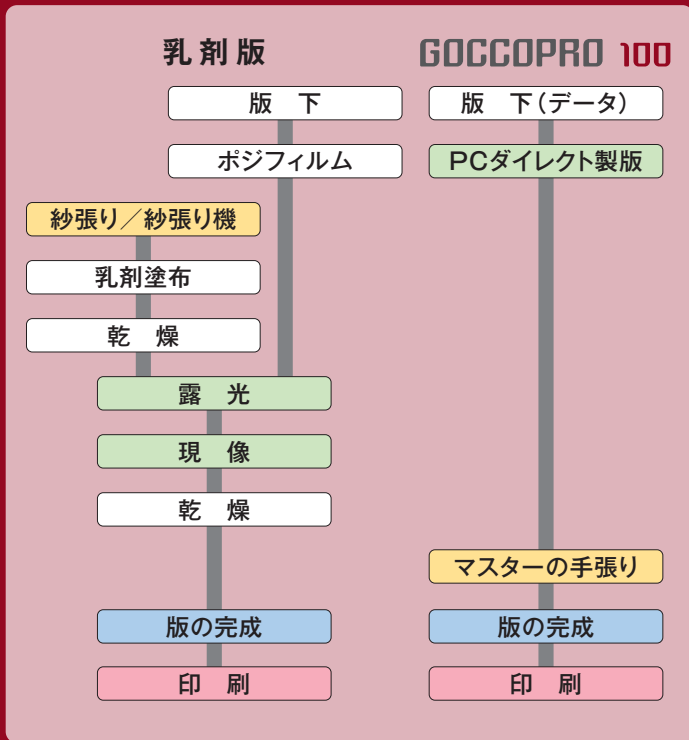 乳剤版
版 下
ポジフィルム
紗張り／紗張り機
乳剤塗布
乾 燥
露 光
現 像
乾 燥
版の完成
印 刷
GOCCOPRO 100
版 下(データ)
PCダイレクト製版
マスターの手張り
版の完成
印 刷